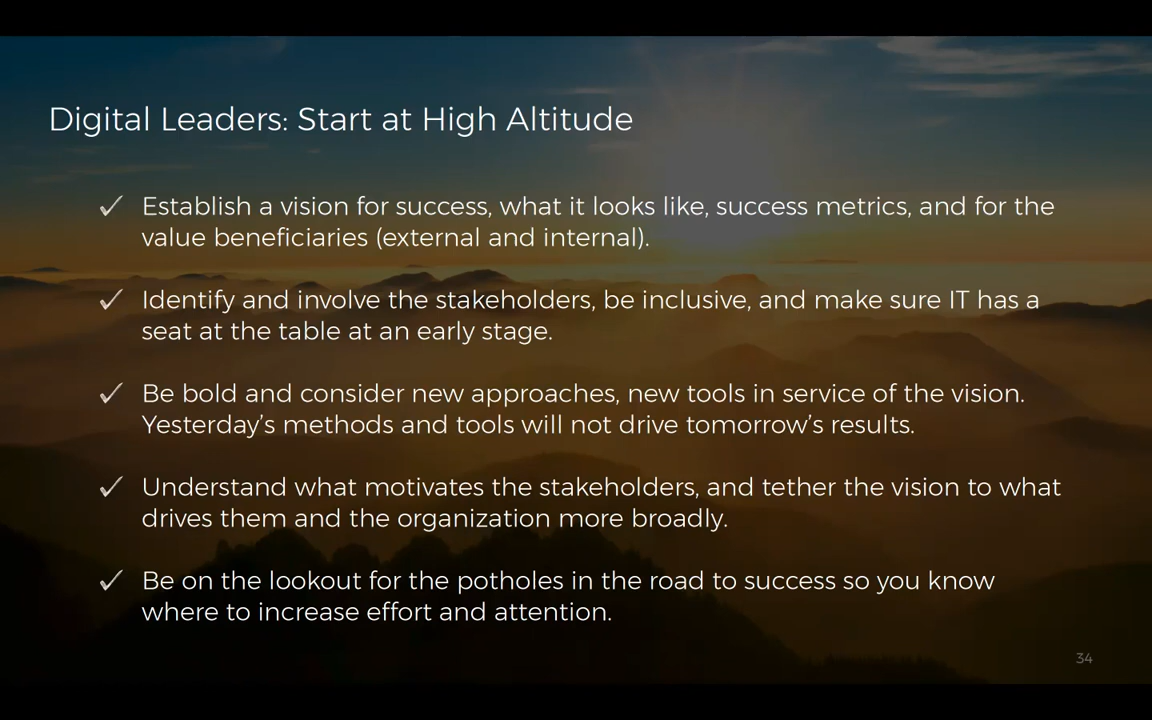 Digital Leaders: Start at High Altitude
✓ Establish a vision for success, what it looks like, success metrics, and for the
value beneficiaries (external and internal).
✓ Identify and involve the stakeholders, be inclusive, and make sure IT has a
seat at the table at an early stage.
✓ Be bold and consider new approaches, new tools in service of the vision.
Yesterday’s methods and tools will not drive tomorrow’s results.
✓ Understand what motivates the stakeholders, and tether the vision to what
drives them and the organization more broadly.
✓ Be on the lookout for the potholes in the road to success so you know
where to increase effort and attention.
34